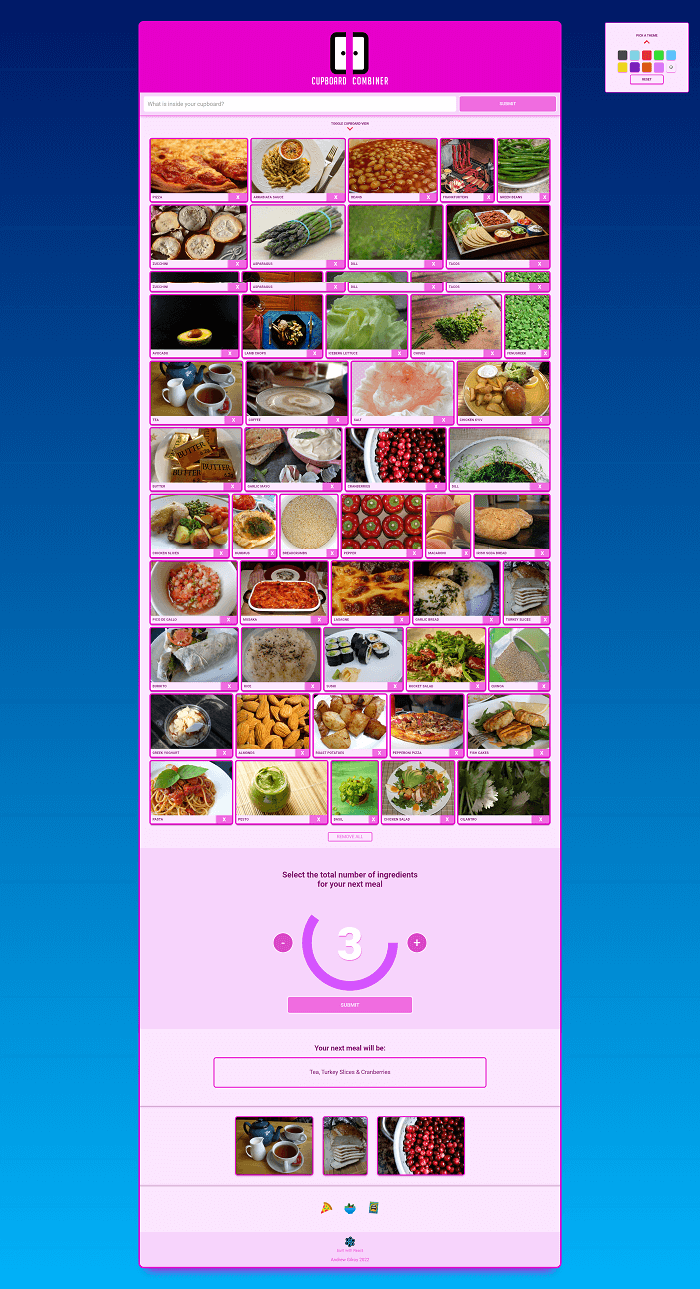 CUPBOARD COMBINER
PICK A THEME
RESET
What is inside your cupboard?
SUBMIT
TOGGLE CUPBOARD VIEW
PIZZA
ARRABIATA SAUCE
BEANS
FRANKFURTERS
GREEN BEANS
X X X X X
ZUCCHINI
ASPARAGUS
DILL
TACOS
X X X X
ZUCCHINI
ASPARAGUS
DILL
TACOS
X X X X
AVOCADO
LAMB CHOPS
ICEBERG LETTUCE
CHIVES
FENUGREEK
X X X X X
TEA
COFFEE
SALT
CHICKEN KIEV
X X X X
BUTTER
GARLIC MAYO
CRANBERRIES
DILL
X X X X
CHICKEN SLICES
HUMMUS
BREADCRUMBS
PEPPER
MACARONI
IRISH SODA BREAD
X X X X X X
PICO DE GALLO
MASAKA
LASAGNE
GARLIC BREAD
TURKEY SLICES
X X X X X
BURRITO
RICE
SUSHI
ROCKET SALAD
QUINOA
X X X X X
GREEK YOGHURT
ALMONDS
ROAST POTATOES
PEPPERONI PIZZA
FISH CAKES
X X X X X
PASTA
PESTO
BASIL
CHICKEN SALAD
CILANTRO
X X X X X
REMOVE ALL
Select the total number of ingredients
for your next meal
- 3 +
SUBMIT
Your next meal will be:
Tea, Turkey Slices & Cranberries
Built With React
Andrew Gilliss 2022